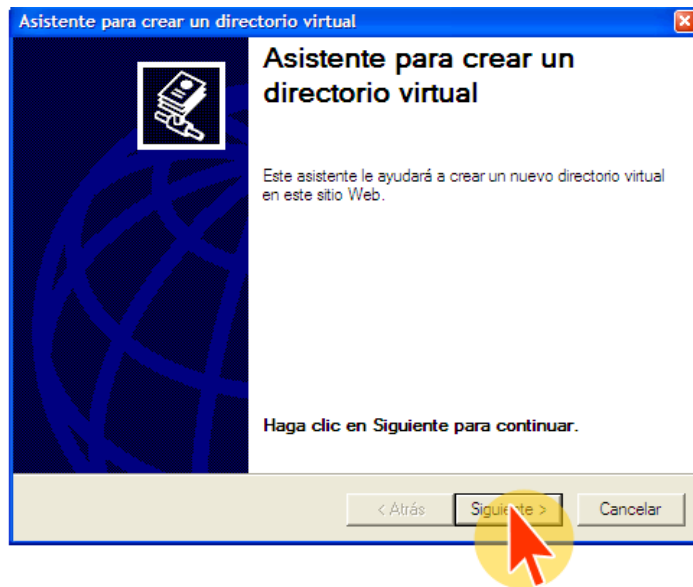 Asistente para crear un directorio virtual
Asistente para crear un
directorio virtual
Este asistente le ayudará a crear un nuevo directorio virtual
en este sitio Web.
Haga clic en Siguiente para continuar.
< Atrás Siguiente > Cancelar